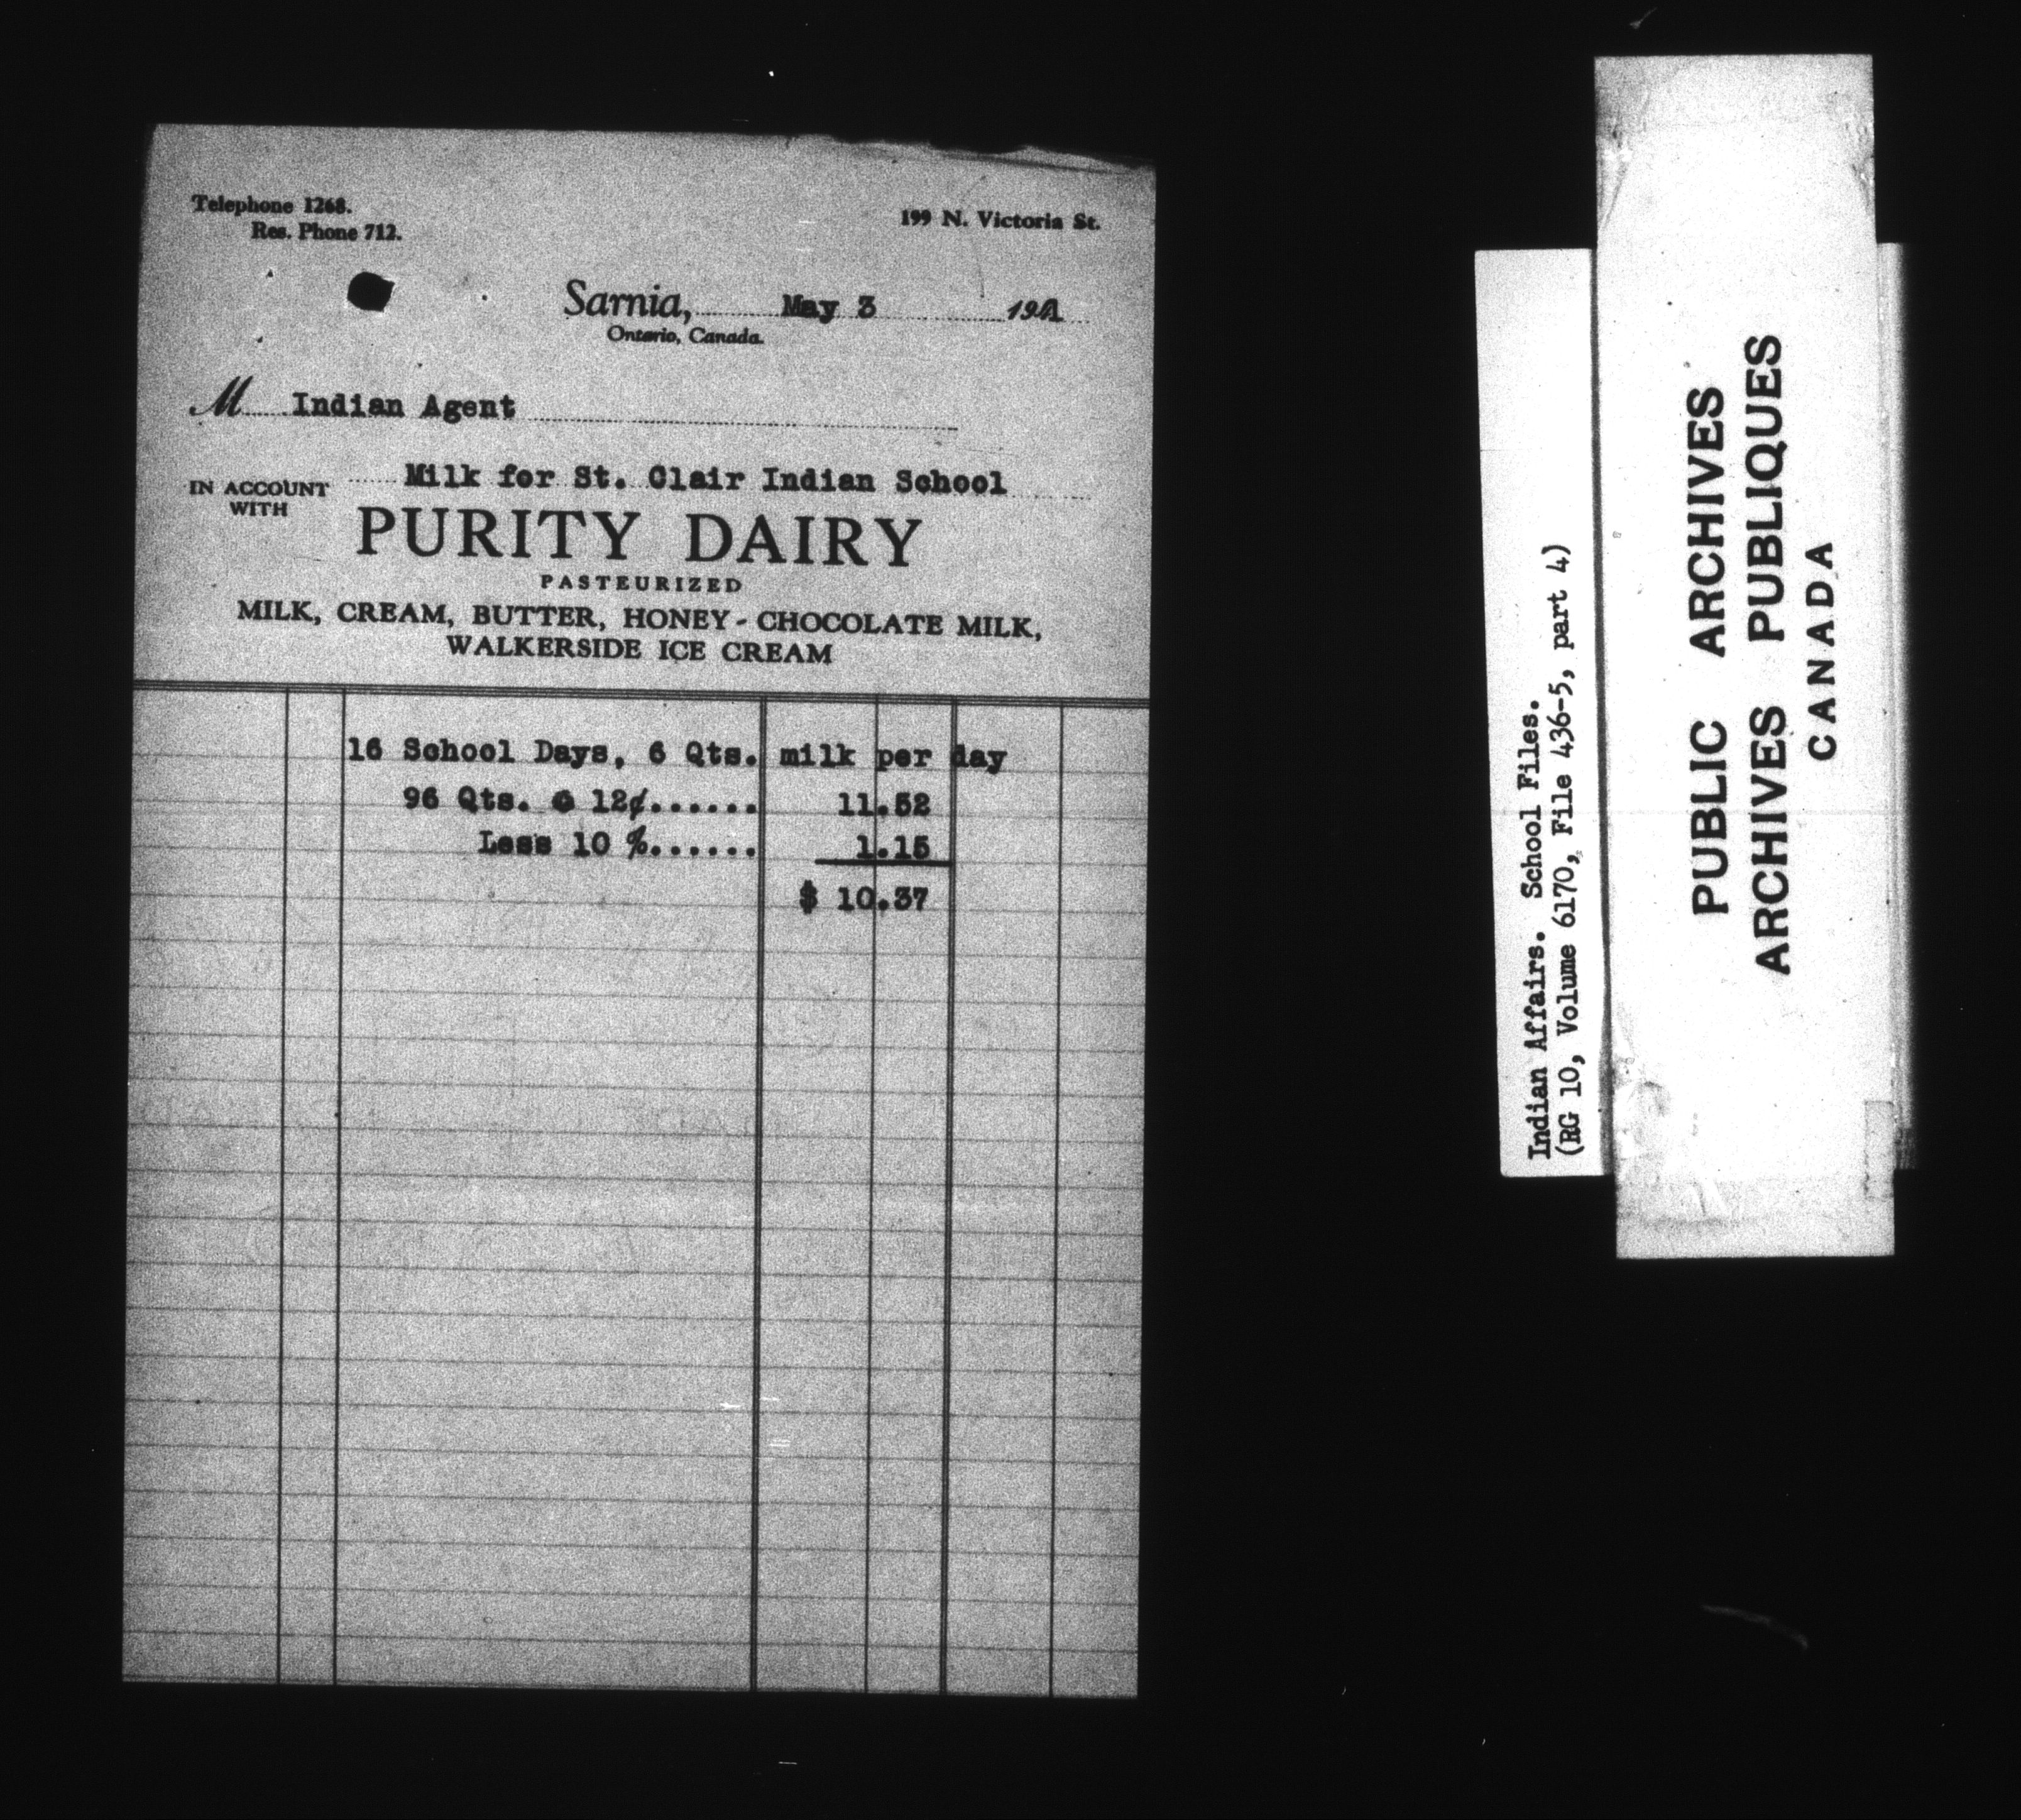 Telephone 1268.
Res. Phone 712.
199 N. Victoria St.
Sarnia, May 3
Ontario, Canada.
M Indian Agent
Milk for St. Clair Indian School
IN ACCOUNT
WITH
PURITY DAIRY
PASTEURIZED
MILK, CREAM, BUTTER, HONEY - CHOCOLATE MILK,
WALKERSIDE ICE CREAM
16 School Days, 6 Qts. milk per day
96 Qts. @ 12¢...... 11.52
Less 10 %...... 1.15
$ 10.37
Indian Affairs. School Files.
(RG 10, Volume 6170, File 436-5, part 4)
PUBLIC ARCHIVES
ARCHIVES PUBLIQUES
CANADA